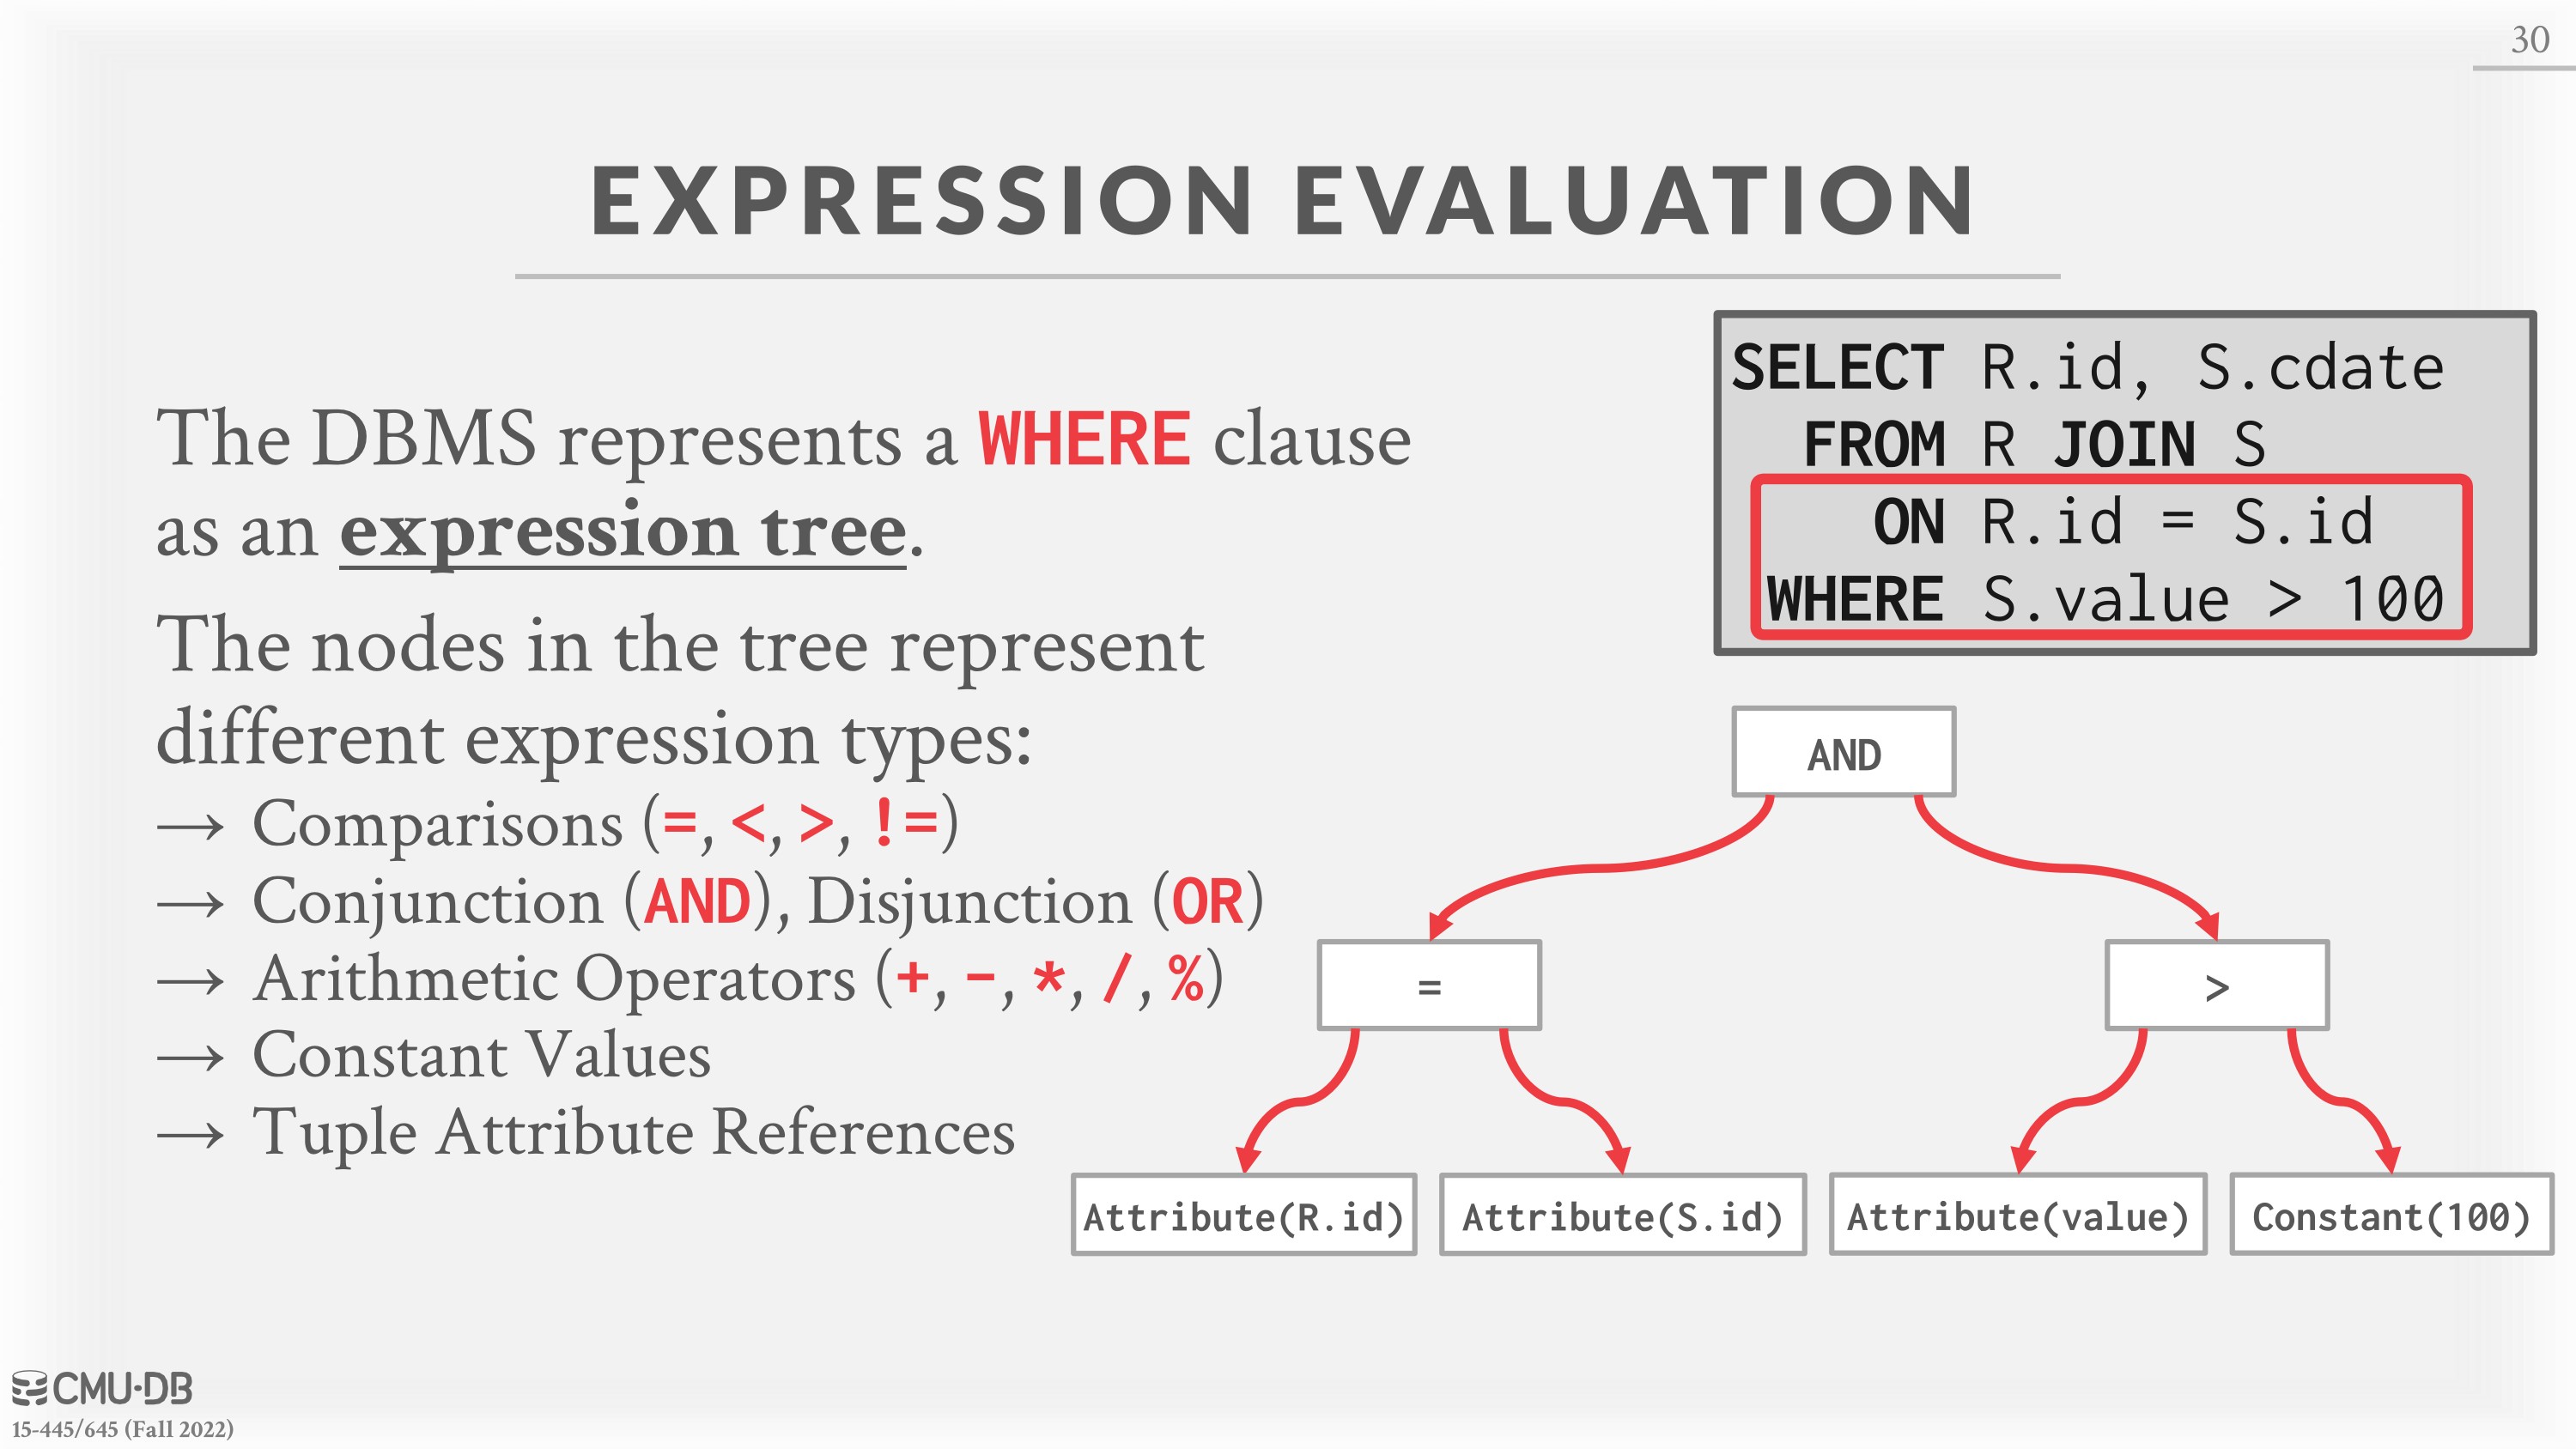 30
EXPRESSION EVALUATION
The DBMS represents a WHERE clause
as an expression tree.
The nodes in the tree represent
different expression types:
→ Comparisons (=, <, >, !=)
→ Conjunction (AND), Disjunction (OR)
→ Arithmetic Operators (+, -, *, /, %)
→ Constant Values
→ Tuple Attribute References
SELECT R.id, S.cdate
FROM R JOIN S
ON R.id = S.id
WHERE S.value > 100
AND
= >
Attribute(R.id) Attribute(S.id) Attribute(value) Constant(100)
CMU·DB
15-445/645 (Fall 2022)